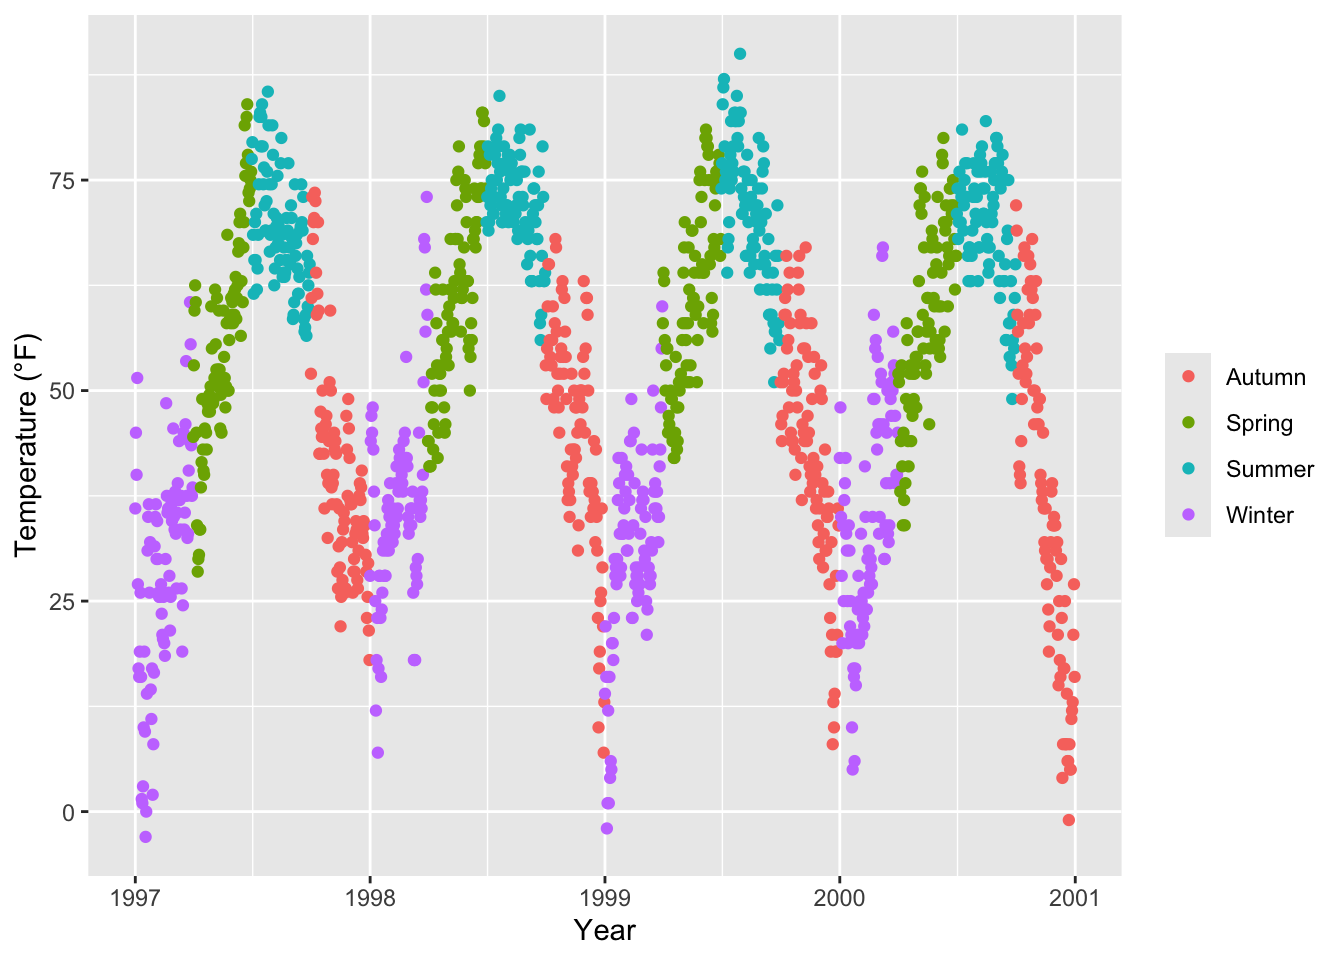 75
50
25
0
1997
1998
1999
2000
2001
Year
Temperature (°F)
Autumn
Spring
Summer
Winter